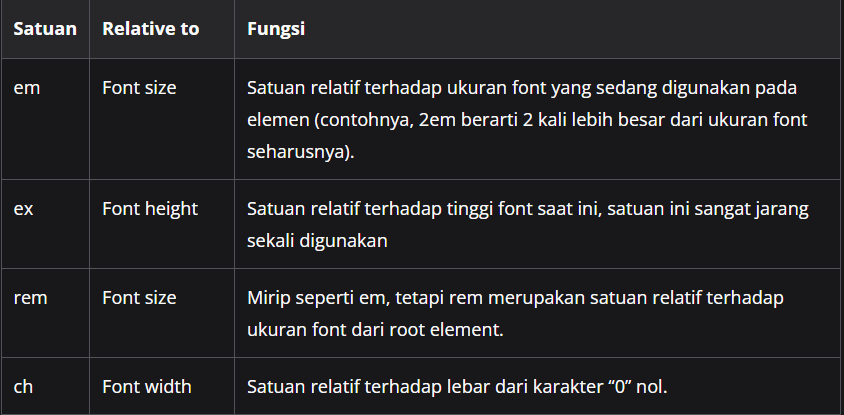 Satuan Relative to Fungsi
em Font size Satuan relatif terhadap ukuran font yang sedang digunakan pada
elemen (contohnya, 2em berarti 2 kali lebih besar dari ukuran font
seharusnya).
ex Font height Satuan relatif terhadap tinggi font saat ini, satuan ini sangat jarang
sekali digunakan
rem Font size Mirip seperti em, tetapi rem merupakan satuan relatif terhadap
ukuran font dari root element.
ch Font width Satuan relatif terhadap lebar dari karakter “0” nol.